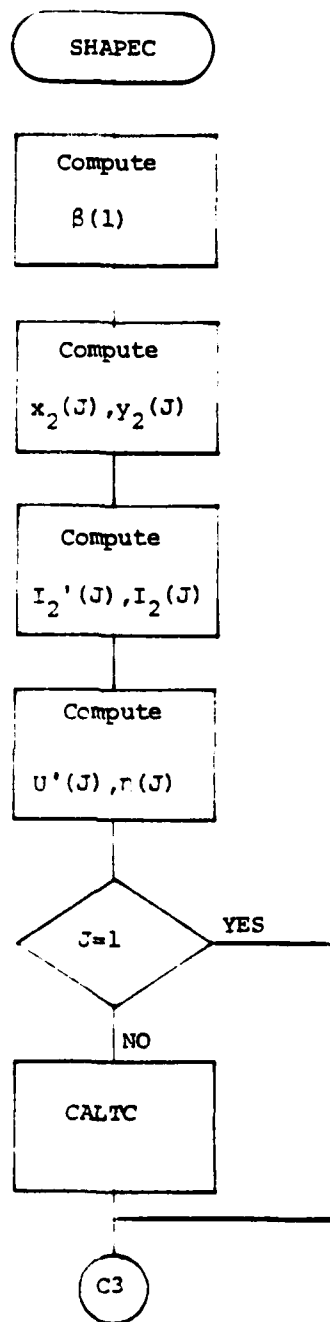 SHAPEC
Compute
β(1)
Compute
x₂(J),y₂(J)
Compute
I₂'(J),I₂(J)
Compute
U'(J),n(J)
J=1
YES
NO
CALTC
C3